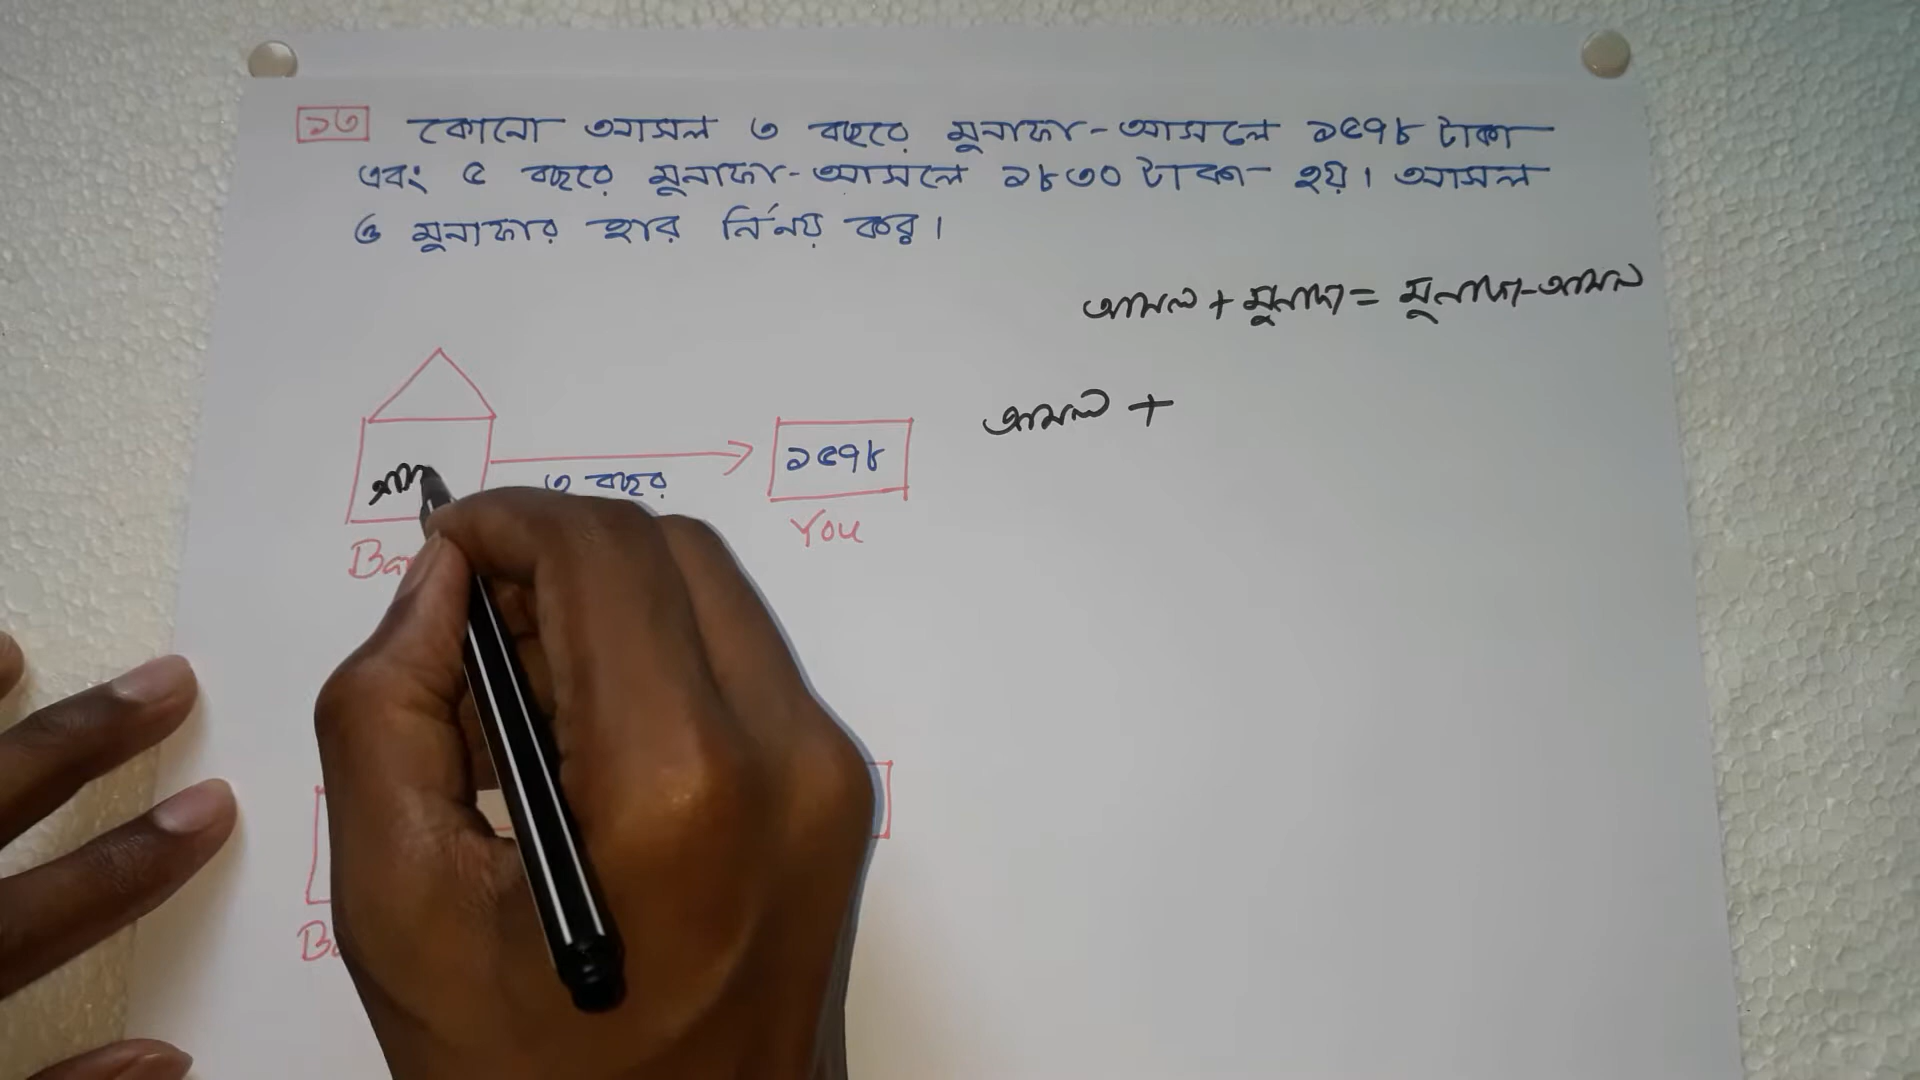 ১৩ কোনো আসল ৩ বছরে মুনাফা-আসলে ১৫৭৮ টাকা
এবং ৫ বছরে মুনাফা-আসলে ১৮৩০ টাকা হয়। আসল
ও মুনাফার হার নির্ণয় কর।
আসল + মুনাফা = মুনাফা-আসল
আসল +
১৫৭৮
৩ বছর
You